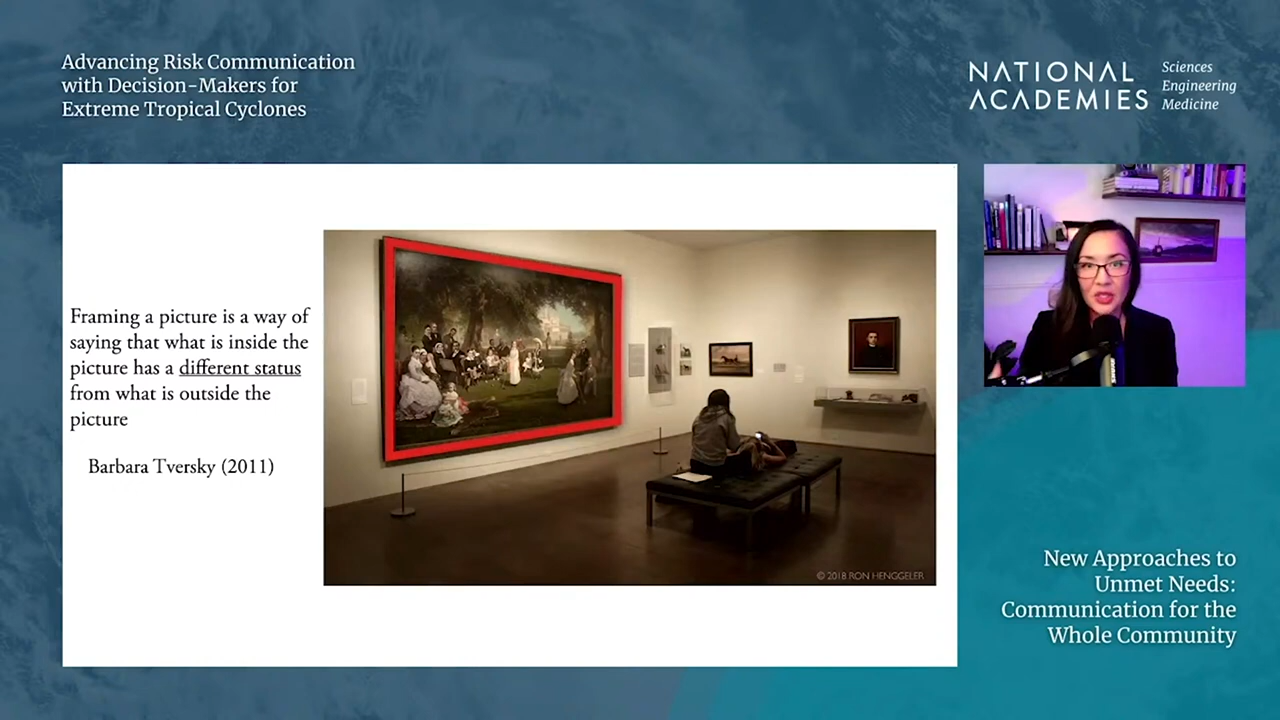 Advancing Risk Communication
with Decision-Makers for
Extreme Tropical Cyclones
NATIONAL
ACADEMIES
Sciences
Engineering
Medicine
Framing a picture is a way of
saying that what is inside the
picture has a different status
from what is outside the
picture
Barbara Tversky (2011)
© 2018 RON HENGGELER
New Approaches to
Unmet Needs:
Communication for the
Whole Community